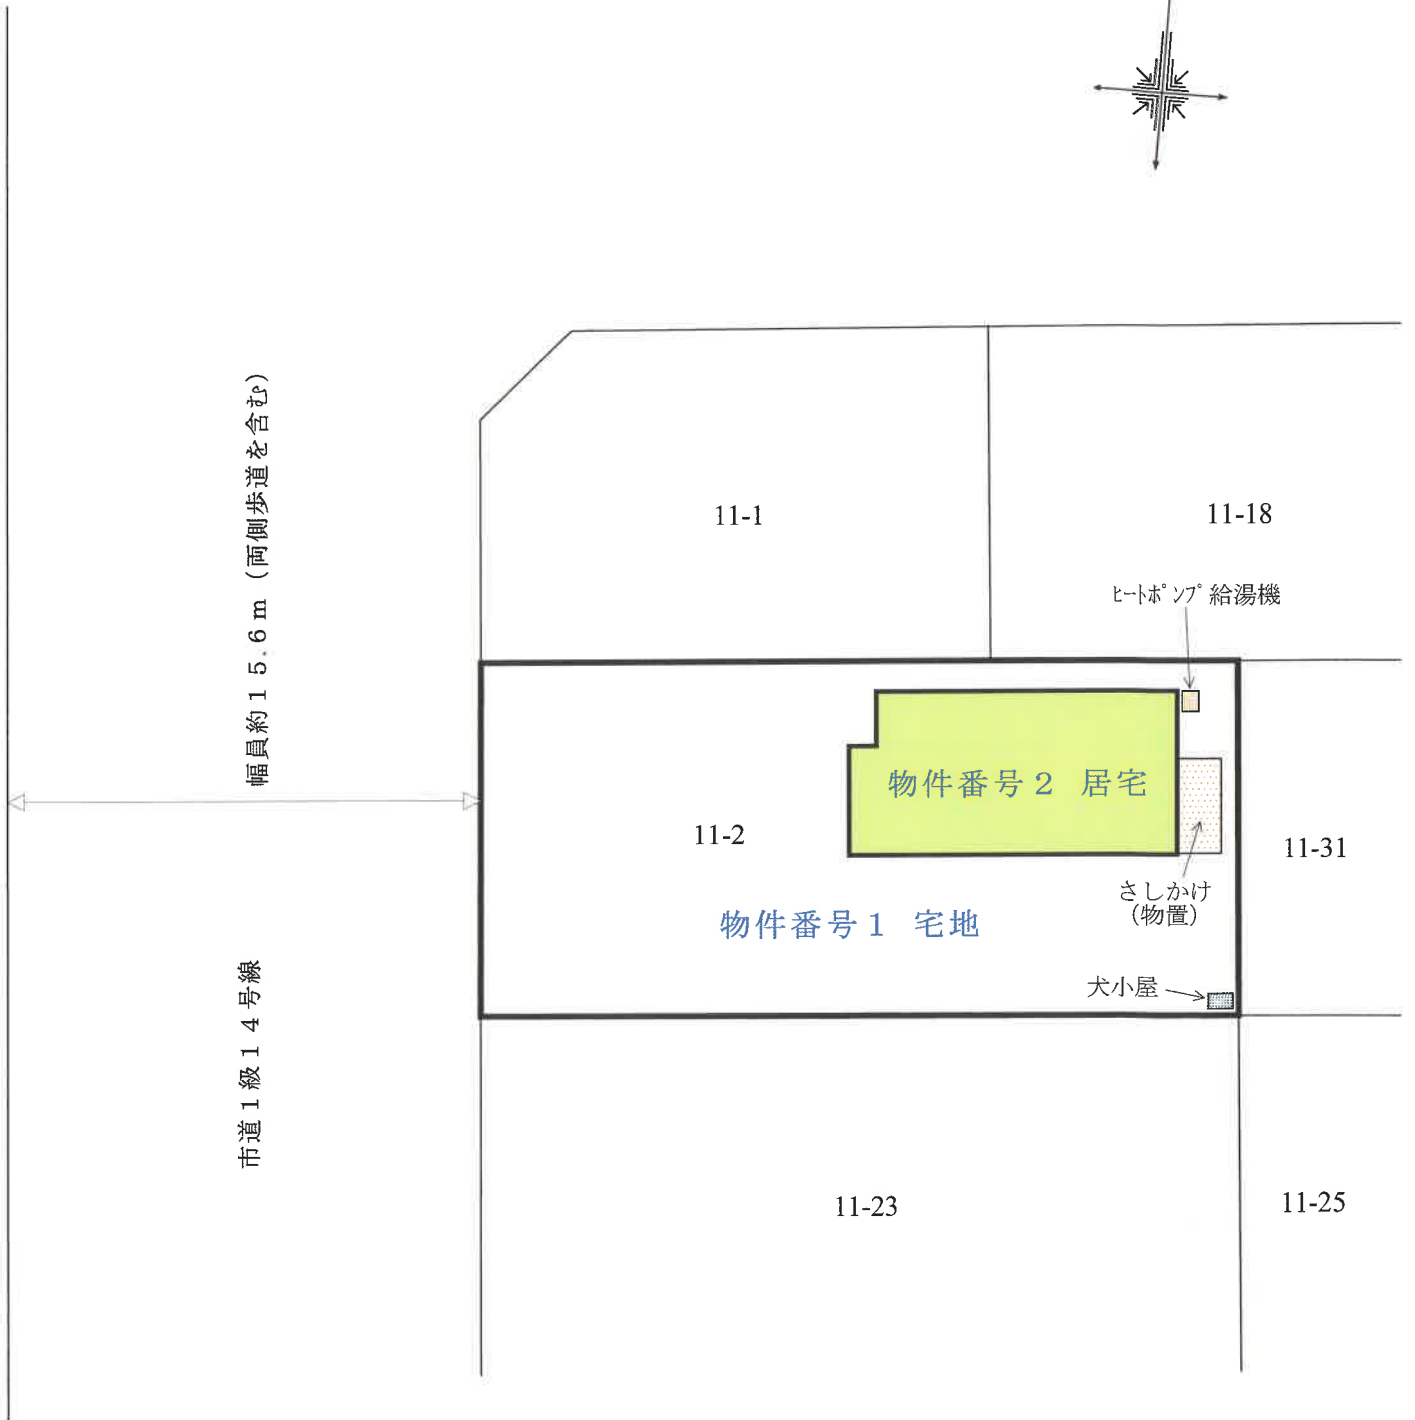 幅員約１５.６ｍ（両側歩道を含む）
市道１級１４号線
11-1
11-18
ﾋｰﾄﾎﾟﾝﾌﾟ給湯機
物件番号２　居宅
11-2
11-31
さしかけ
（物置）
物件番号１　宅地
犬小屋
11-23
11-25